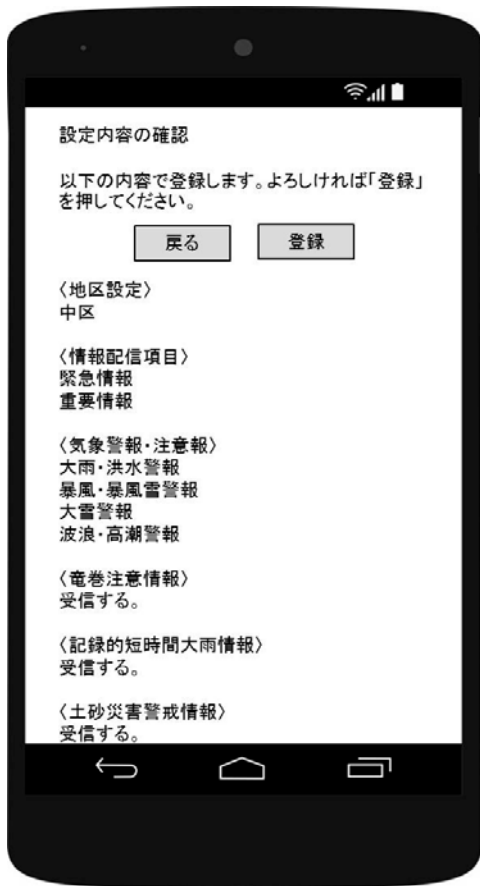 設定内容の確認
以下の内容で登録します。よろしければ「登録」
を押してください。
戻る
登録
〈地区設定〉
中区
〈情報配信項目〉
緊急情報
重要情報
〈気象警報・注意報〉
大雨・洪水警報
暴風・暴風雪警報
大雪警報
波浪・高潮警報
〈竜巻注意情報〉
受信する。
〈記録的短時間大雨情報〉
受信する。
〈土砂災害警戒情報〉
受信する。